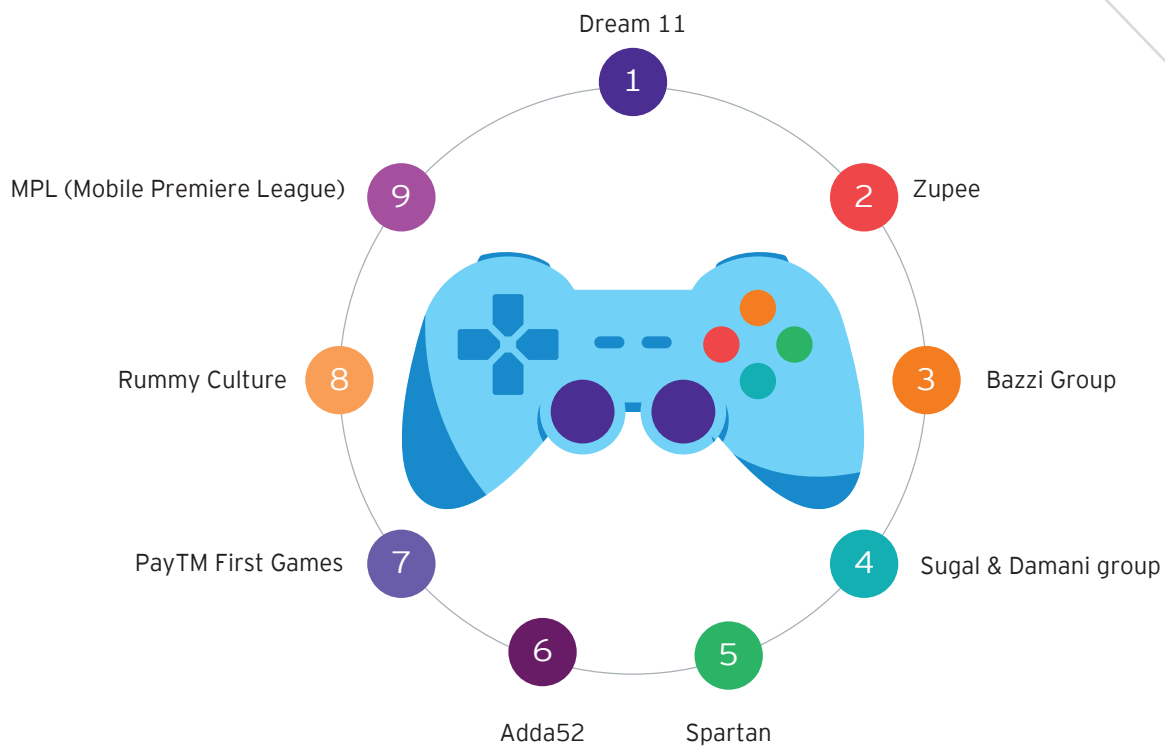 Dream 11
1
2
Zupee
3
Bazzi Group
4
Sugal & Damani group
5
Spartan
6
Adda52
7
PayTM First Games
8
Rummy Culture
9
MPL (Mobile Premiere League)